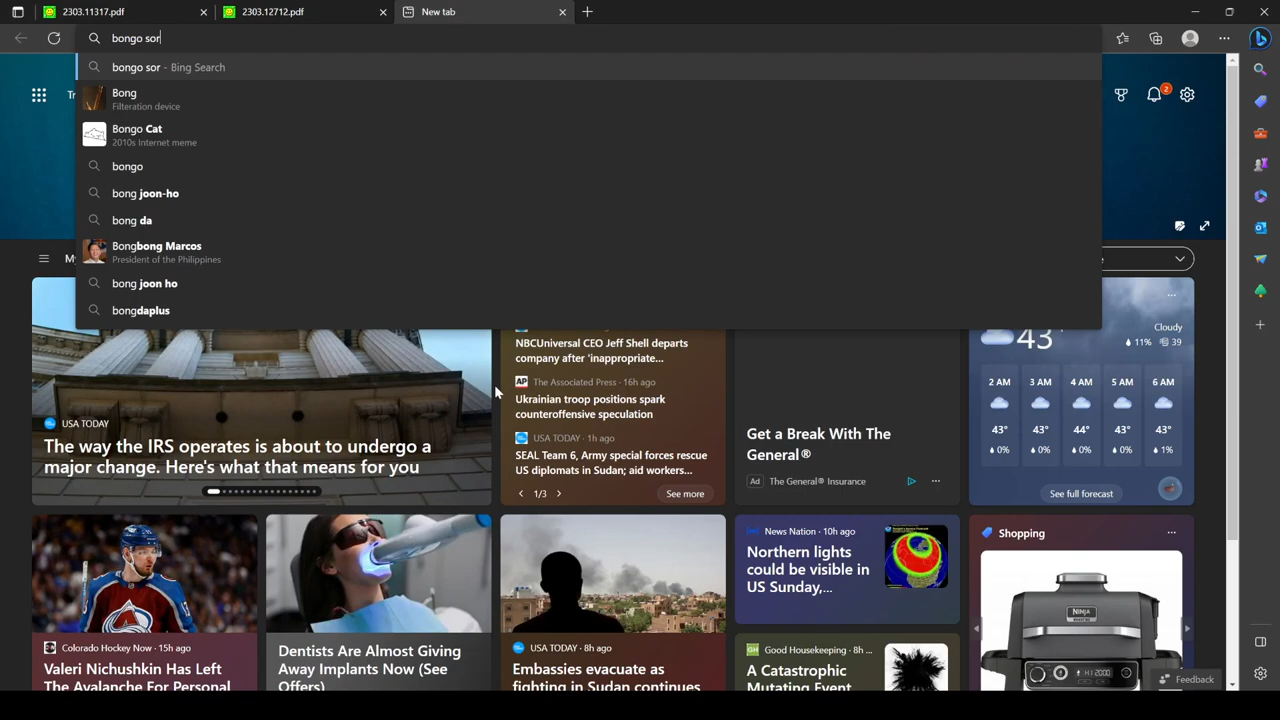 2303.11317.pdf
2303.12712.pdf
New tab
bongo sor
bongo sor - Bing Search
Bong
Filteration device
Bongo Cat
2010s Internet meme
bongo
bong joon-ho
bong da
Bongbong Marcos
President of the Philippines
bong joon ho
bongdaplus
2
USA TODAY
The way the IRS operates is about to undergo a
major change. Here's what that means for you
NBCUniversal CEO Jeff Shell departs
company after 'inappropriate...
AP The Associated Press · 16h ago
Ukrainian troop positions spark
counteroffensive speculation
USA TODAY · 1h ago
SEAL Team 6, Army special forces rescue
US diplomats in Sudan; aid workers...
1/3
See more
Get a Break With The
General®
Ad The General® Insurance
43°
Cloudy
11% 39
2 AM 3 AM 4 AM 5 AM 6 AM
43° 43° 44° 43° 43°
0% 0% 0% 0% 1%
See full forecast
Colorado Hockey Now · 15h ago
Valeri Nichushkin Has Left
The Avalanche For Personal
Dentists Are Almost Giving
Away Implants Now (See
Offers)
USA TODAY · 8h ago
Embassies evacuate as
fighting in Sudan continues
News Nation · 10h ago
Northern lights
could be visible in
US Sunday,...
GH Good Housekeeping · 8h ...
A Catastrophic
Mutating Event
Shopping
NINJA
Feedback